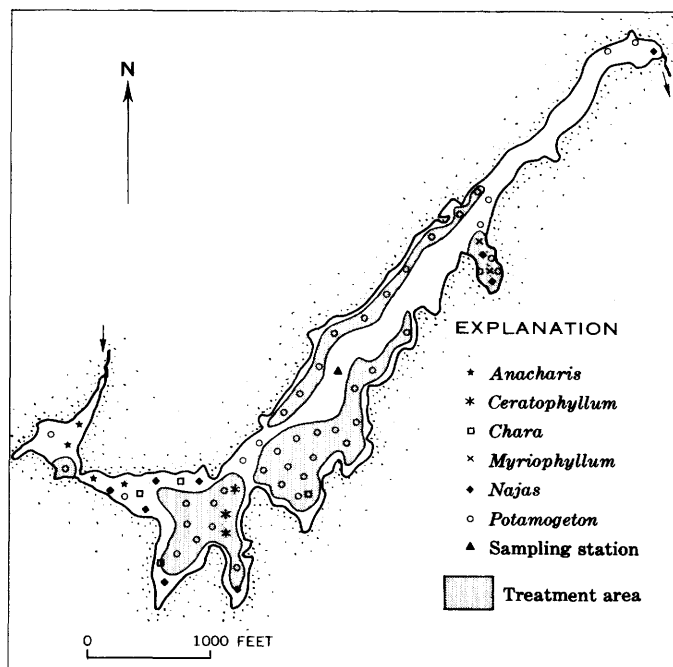 N
EXPLANATION
Anacharis
Ceratophyllum
Chara
Myriophyllum
Najas
Potamogeton
Sampling station
Treatment area
0 1000 FEET